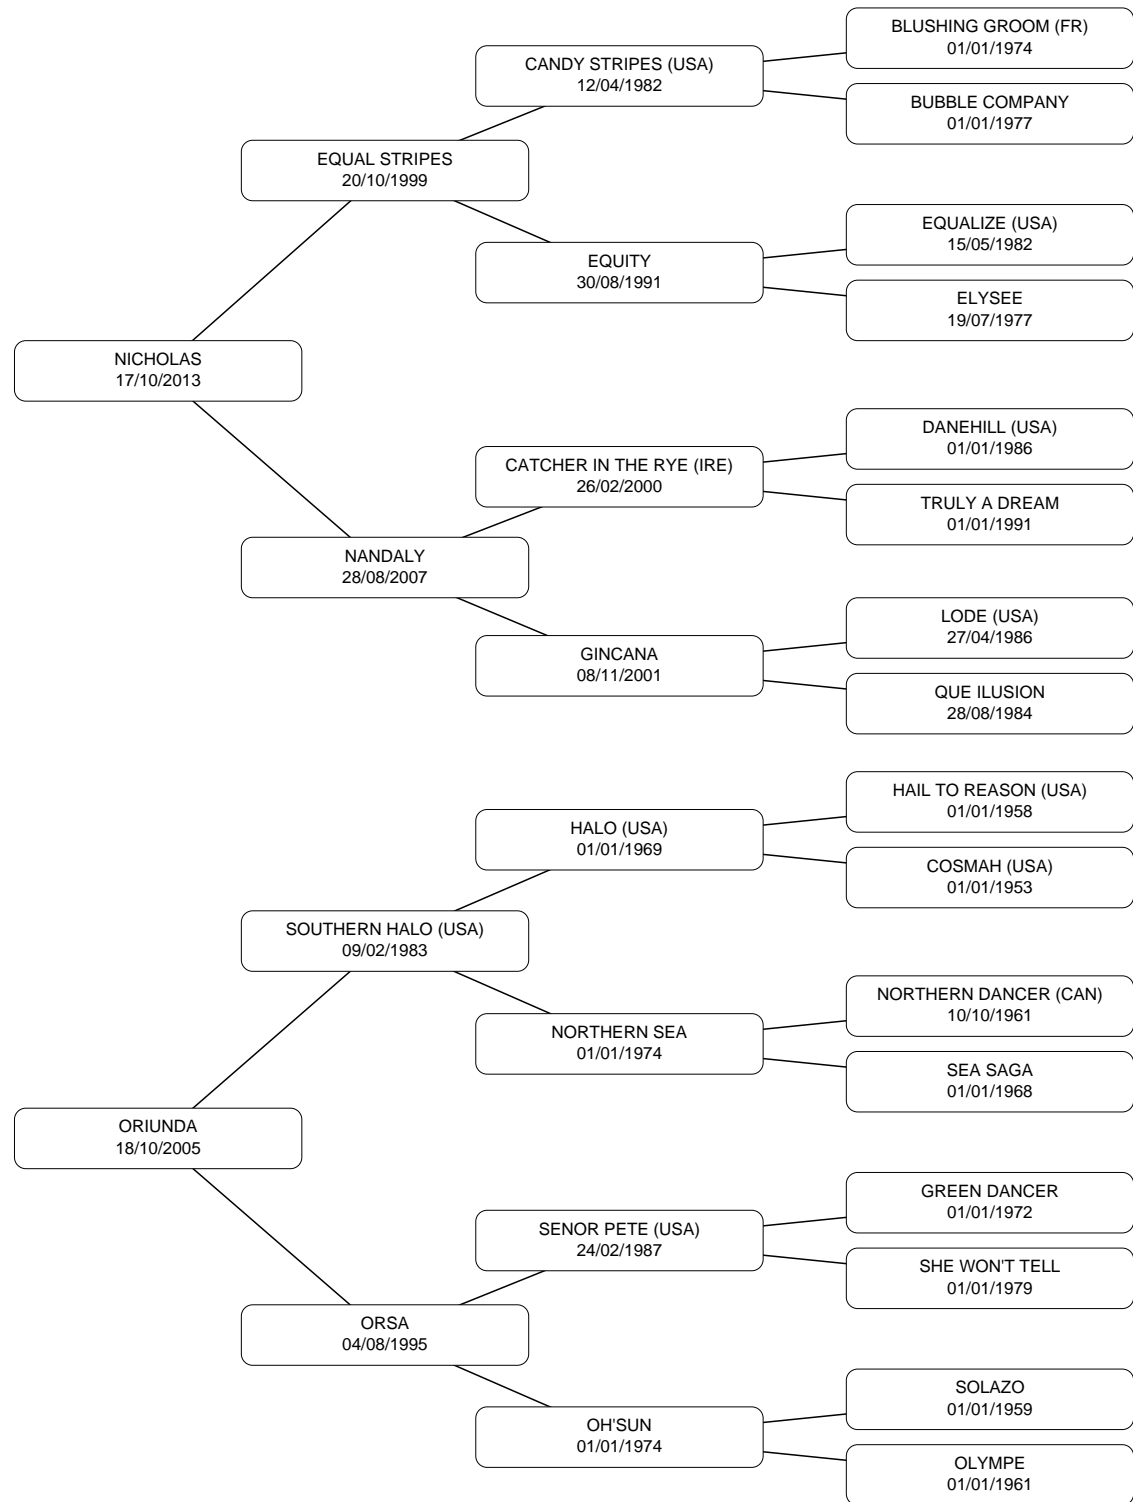 BLUSHING GROOM (FR)
01/01/1974
CANDY STRIPES (USA)
12/04/1982
BUBBLE COMPANY
01/01/1977
EQUAL STRIPES
20/10/1999
EQUALIZE (USA)
15/05/1982
EQUITY
30/08/1991
ELYSEE
19/07/1977
NICHOLAS
17/10/2013
DANEHILL (USA)
01/01/1986
CATCHER IN THE RYE (IRE)
26/02/2000
TRULY A DREAM
01/01/1991
NANDALY
28/08/2007
LODE (USA)
27/04/1986
GINCANA
08/11/2001
QUE ILUSION
28/08/1984
HAIL TO REASON (USA)
01/01/1958
HALO (USA)
01/01/1969
COSMAH (USA)
01/01/1953
SOUTHERN HALO (USA)
09/02/1983
NORTHERN DANCER (CAN)
10/10/1961
NORTHERN SEA
01/01/1974
SEA SAGA
01/01/1968
ORIUNDA
18/10/2005
GREEN DANCER
01/01/1972
SENOR PETE (USA)
24/02/1987
SHE WON'T TELL
01/01/1979
ORSA
04/08/1995
SOLAZO
01/01/1959
OH'SUN
01/01/1974
OLYMPE
01/01/1961